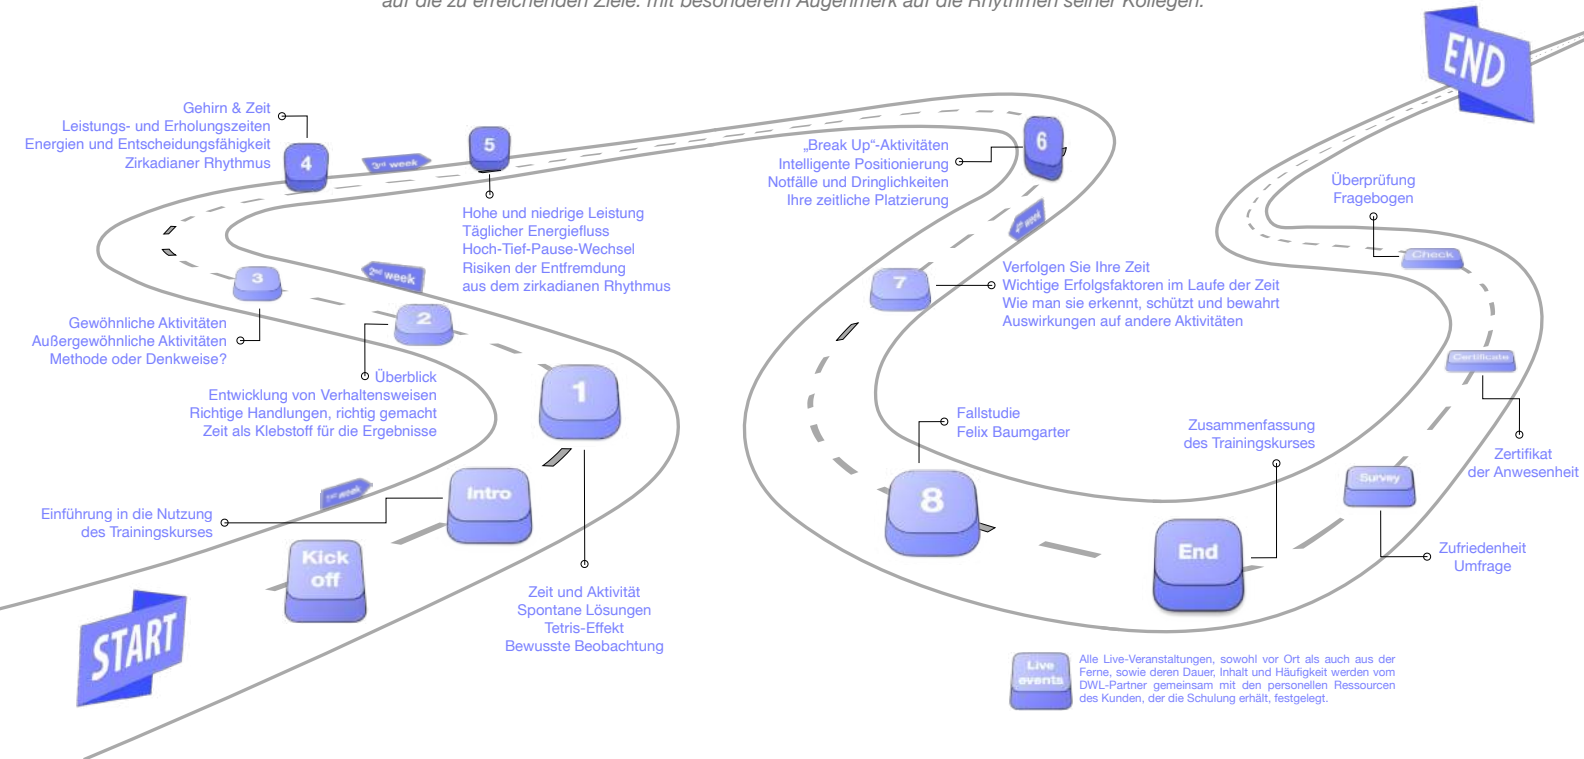 auf die zu erreichenden Ziele. mit besonderem Augenmerk auf die Rhythmen seiner Kollegen.
END
Gehirn & Zeit
Leistungs- und Erholungszeiten
Energien und Entscheidungsfähigkeit
Zirkadianer Rhythmus
4
3rd week
5
Hohe und niedrige Leistung
Täglicher Energiefluss
Hoch-Tief-Pause-Wechsel
Risiken der Entfremdung
aus dem zirkadianen Rhythmus
„Break Up“-Aktivitäten
Intelligente Positionierung
Notfälle und Dringlichkeiten
Ihre zeitliche Platzierung
6
4th week
Überprüfung
Fragebogen
Check
2nd week
3
Gewöhnliche Aktivitäten
Außergewöhnliche Aktivitäten
Methode oder Denkweise?
2
Überblick
Entwicklung von Verhaltensweisen
Richtige Handlungen, richtig gemacht
Zeit als Klebstoff für die Ergebnisse
7
Verfolgen Sie Ihre Zeit
Wichtige Erfolgsfaktoren im Laufe der Zeit
Wie man sie erkennt, schützt und bewahrt
Auswirkungen auf andere Aktivitäten
Certificate
Zertifikat
der Anwesenheit
1
Fallstudie
Felix Baumgarter
8
Zusammenfassung
des Trainingskurses
Survey
Zufriedenheit
Umfrage
1st week
Intro
Einführung in die Nutzung
des Trainingskurses
Kick
off
End
Zeit und Aktivität
Spontane Lösungen
Tetris-Effekt
Bewusste Beobachtung
START
Live
events
Alle Live-Veranstaltungen, sowohl vor Ort als auch aus der
Ferne, sowie deren Dauer, Inhalt und Häufigkeit werden vom
DWL-Partner gemeinsam mit den personellen Ressourcen
des Kunden, der die Schulung erhält, festgelegt.